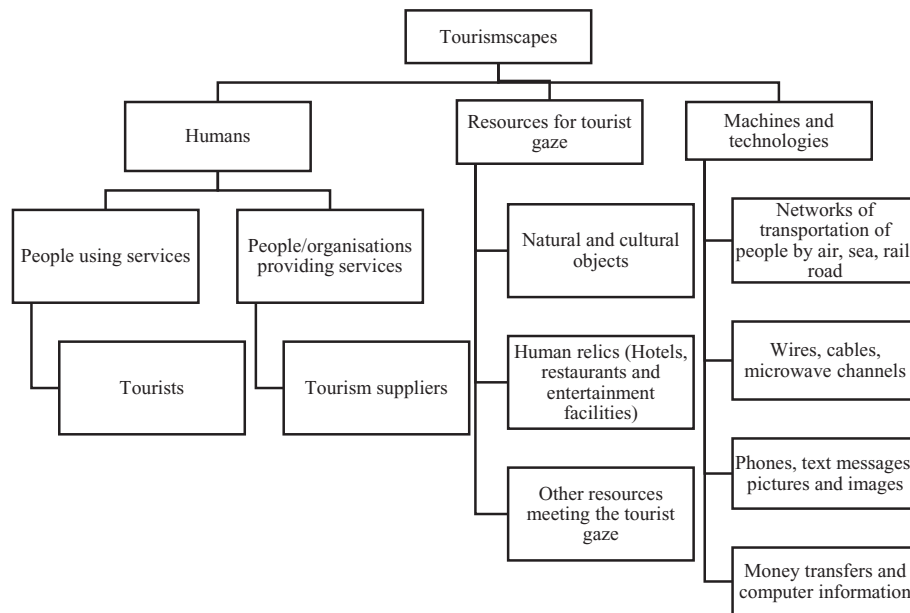 Tourismscapes
Humans
Resources for tourist
gaze
Machines and
technologies
People using services
People/organisations
providing services
Tourists
Tourism suppliers
Natural and cultural
objects
Human relics (Hotels,
restaurants and
entertainment
facilities)
Other resources
meeting the tourist
gaze
Networks of
transportation of
people by air, sea, rail
road
Wires, cables,
microwave channels
Phones, text messages
pictures and images
Money transfers and
computer information